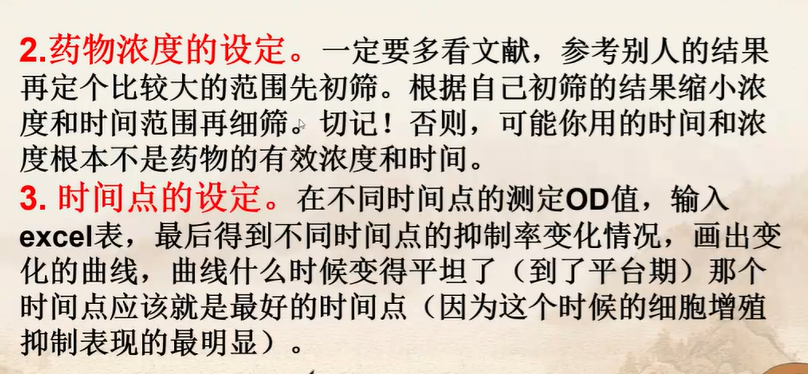 2.药物浓度的设定。一定要多看文献，参考别人的结果
再定个比较大的范围先初筛。根据自己初筛的结果缩小浓
度和时间范围再细筛。切记！否则，可能你用的时间和浓
度根本不是药物的有效浓度和时间。
3. 时间点的设定。在不同时间点的测定OD值，输入
excel表，最后得到不同时间点的抑制率变化情况，画出变
化的曲线，曲线什么时候变得平坦了（到了平台期）那个
时间点应该就是最好的时间点（因为这个时候的细胞增殖
抑制表现的最明显）。